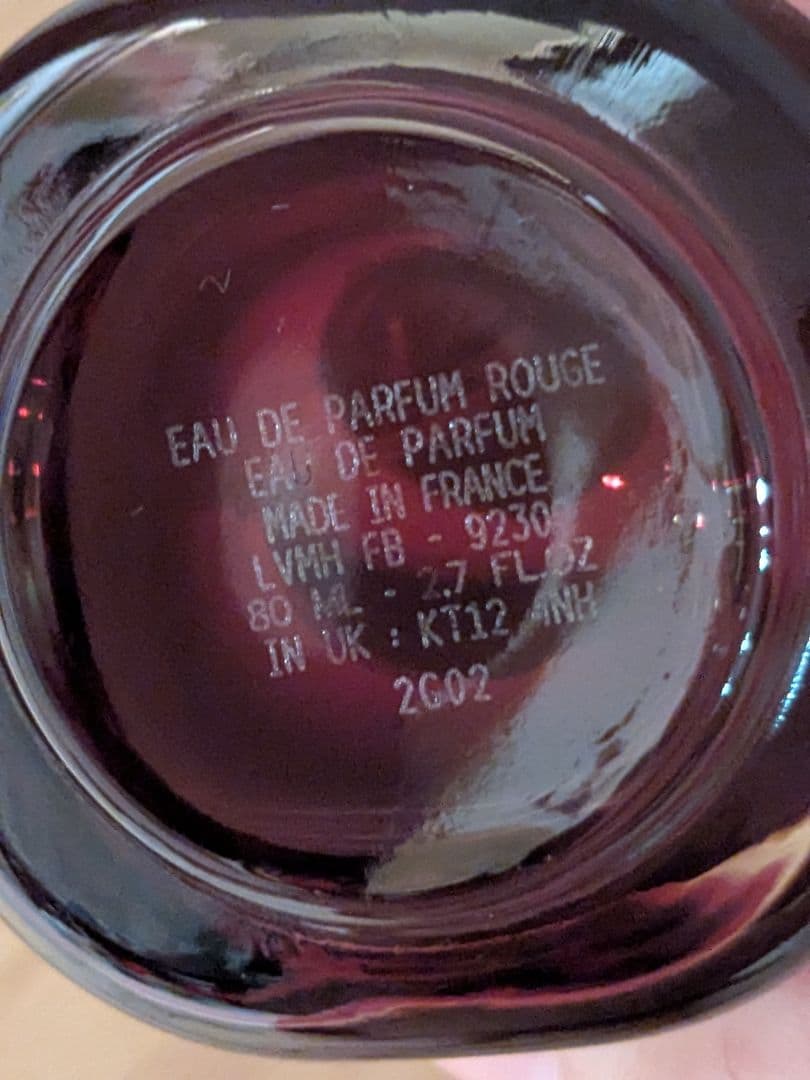 EAU DE PARFUM ROUGE
EAU DE PARFUM
MADE IN FRANCE
LVMH FB - 9230
80 ML - 2.7 FL.OZ
IN UK : KT12
2G02